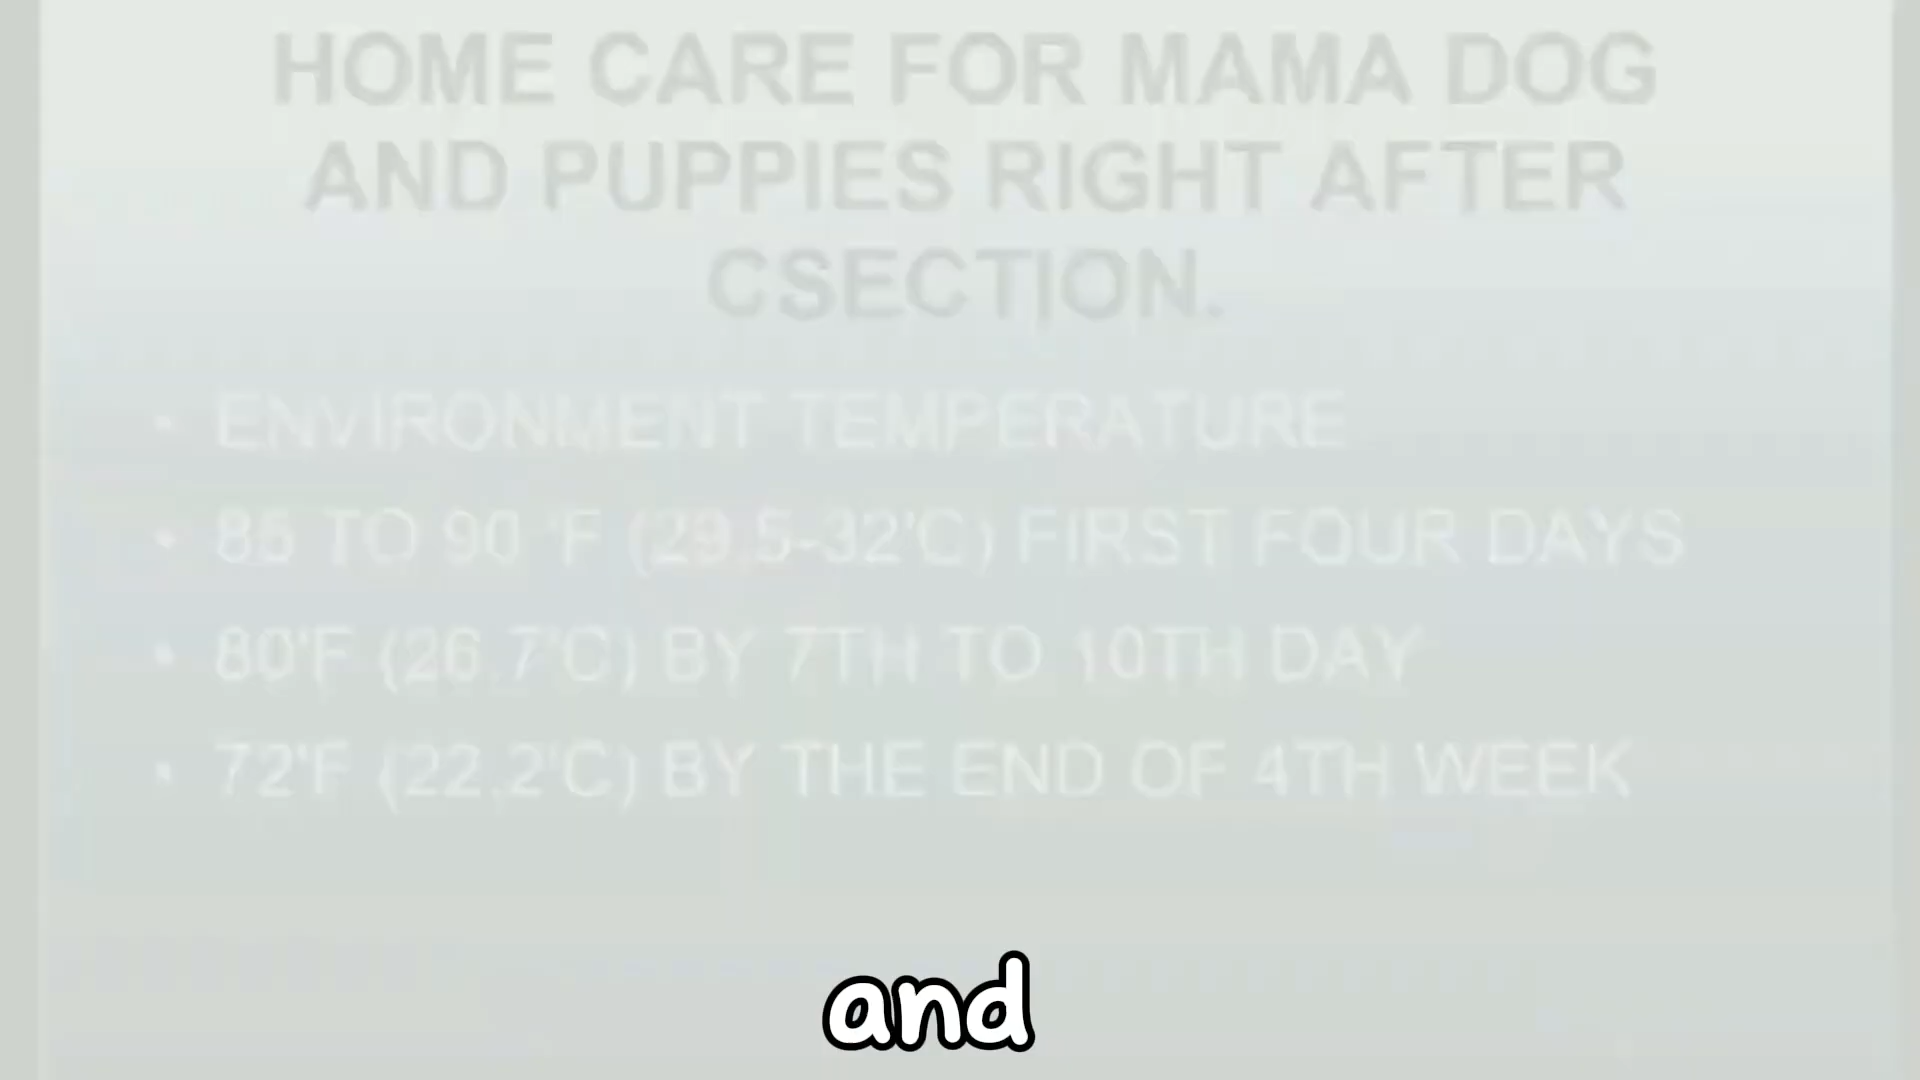 HOME CARE FOR MAMA DOG
AND PUPPIES RIGHT AFTER
CSECTION.
• ENVIRONMENT TEMPERATURE
• 85 TO 90 'F (29.5-32'C) FIRST FOUR DAYS
• 80'F (26.7'C) BY 7TH TO 10TH DAY
• 72'F (22.2'C) BY THE END OF 4TH WEEK
and